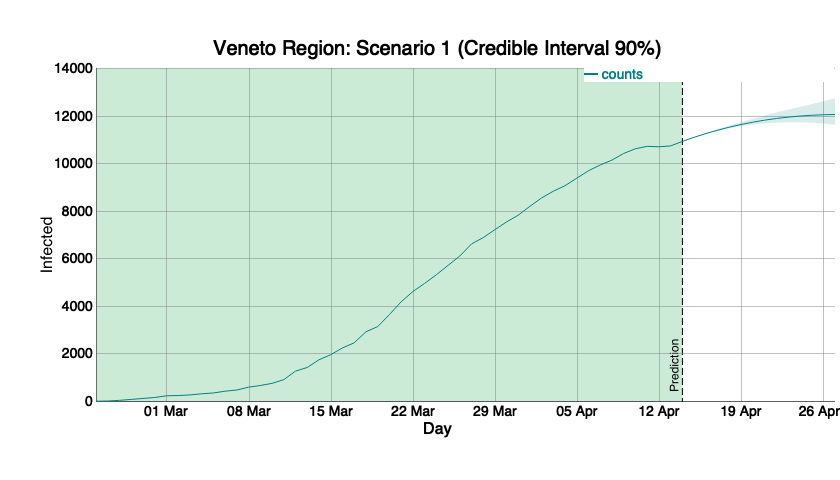 Veneto Region: Scenario 1 (Credible Interval 90%)
counts
14000
12000
10000
8000
6000
4000
2000
0
Infected
Prediction
01 Mar
08 Mar
15 Mar
22 Mar
29 Mar
05 Apr
12 Apr
19 Apr
26 Apr
Day